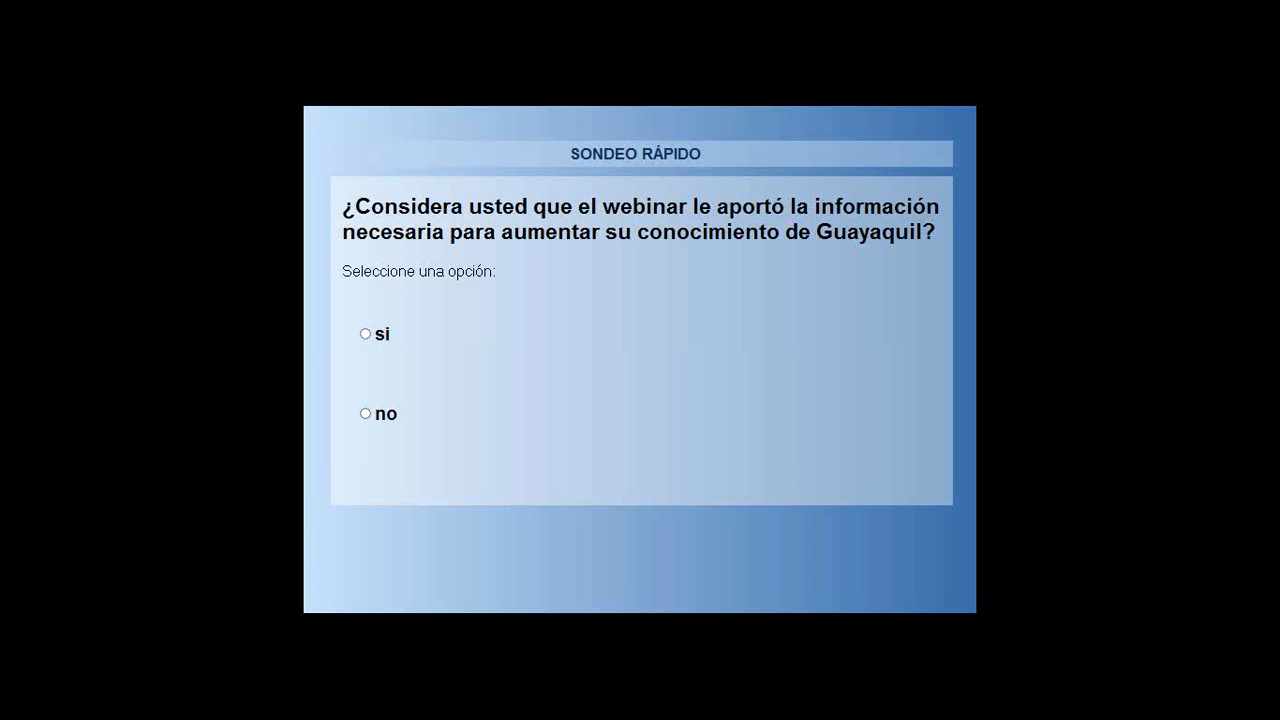 SONDEO RÁPIDO
¿Considera usted que el webinar le aportó la información
necesaria para aumentar su conocimiento de Guayaquil?
Seleccione una opción:
si
no